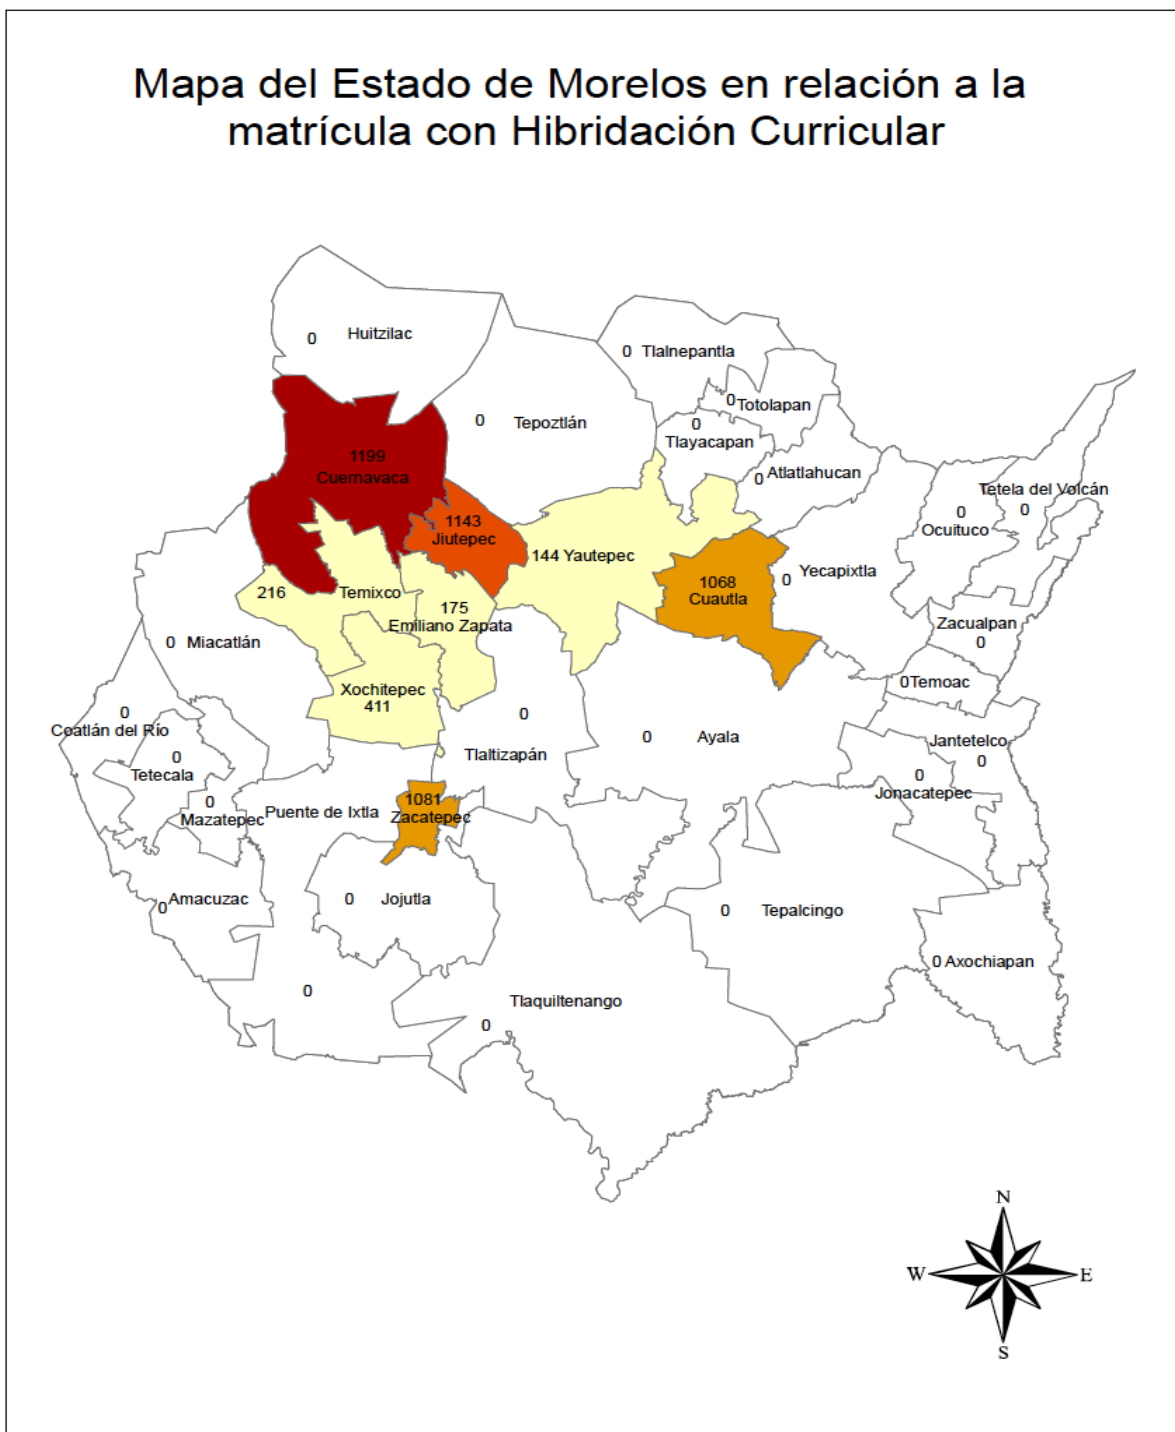 Mapa del Estado de Morelos en relación a la
matrícula con Hibridación Curricular
0 Huitzilac
0 Tlalnepantla
0 Tepoztlán
0
Totolapan
0
Tlayacapan
1199
Cuernavaca
0 Atlatlahucan
Tetela del Volcán
0
0
Ocuituco
1143
Jiutepec
144 Yautepec
0 Yecapixtla
1068
Cuautla
216 Temixco
175
Emiliano Zapata
Zacualpan
0
0 Miacatlán
Xochitepec
411
0Temoac
0
Coatlán del Río
0
Tlaltizapán
0 Ayala
Jantetelco
0
0
Tetecala
0
Jonacatepec
0
Mazatepec
Puente de Ixtla
1081
Zacatepec
Amacuzac
0
0 Jojutla
0 Tepalcingo
0 Axochiapan
0
Tlaquiltenango
0
N
W
E
S